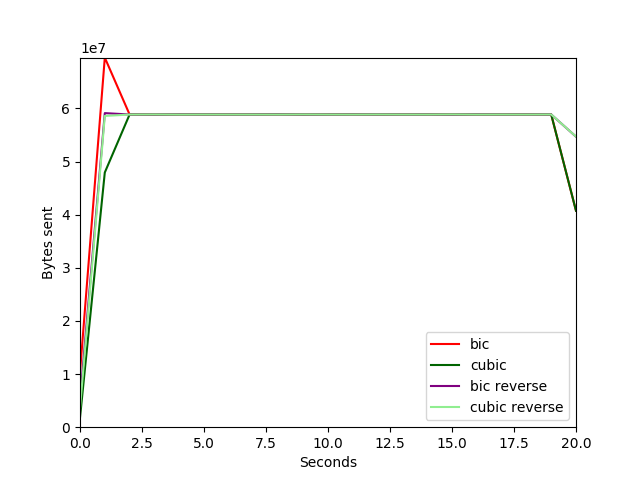 1e7
6
5
4
3
2
1
0
Bytes sent
0.0 2.5 5.0 7.5 10.0 12.5 15.0 17.5 20.0
Seconds
bic
cubic
bic reverse
cubic reverse